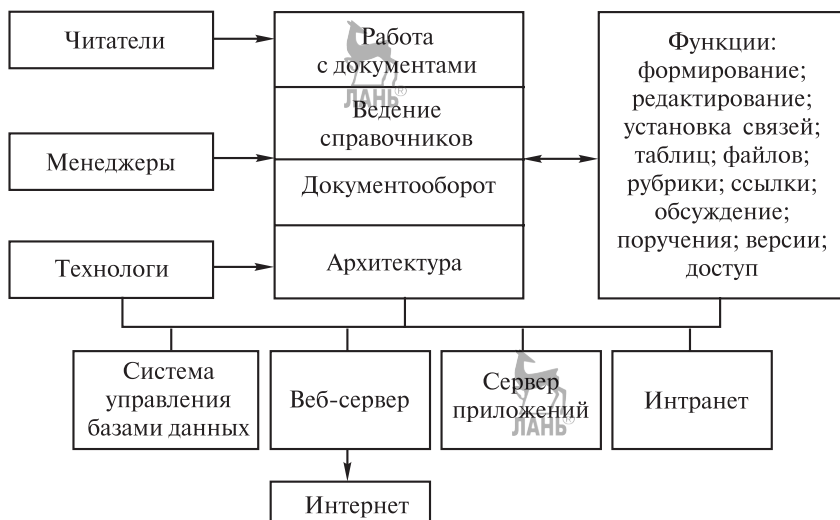 Читатели
Менеджеры
Технологи
Работа
с документами
ЛАНЬ®
Ведение
справочников
Документооборот
Архитектура
Функции:
формирование;
редактирование;
установка связей;
таблиц; файлов;
рубрики; ссылки;
обсуждение;
поручения; версии;
доступ
Система
управления
базами данных
Веб-сервер
Сервер
приложений
ЛАНЬ®
Интранет
Интернет